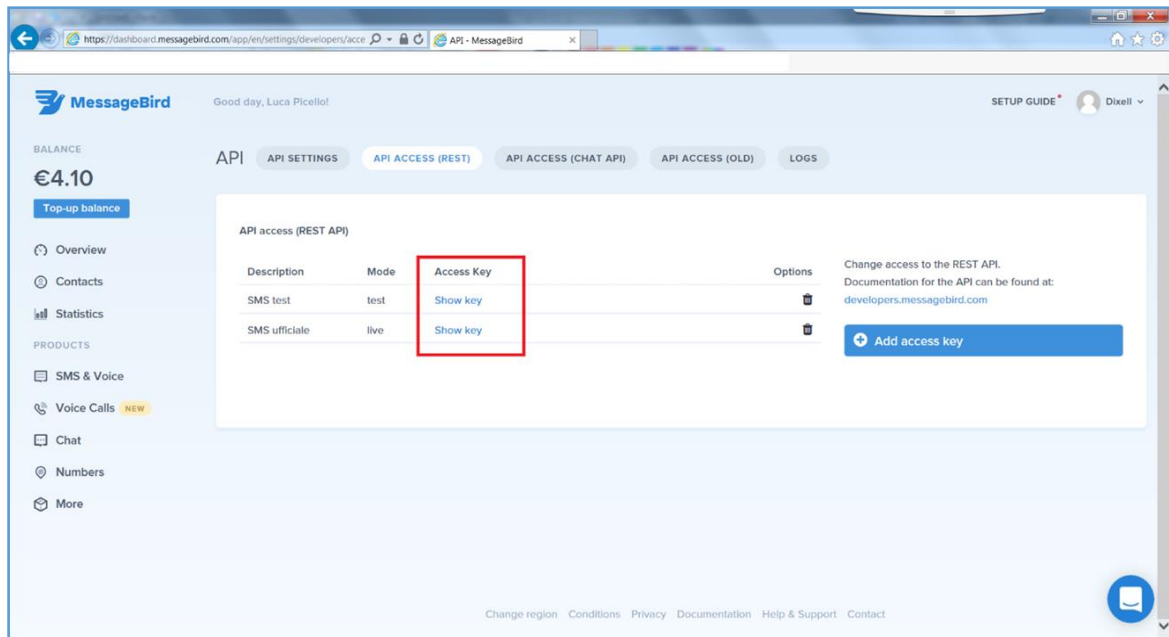 https://dashboard.messagebird.com/app/en/settings/developers/acce
API - MessageBird
MessageBird
Good day, Luca Picello!
SETUP GUIDE
Dixell
BALANCE
€4.10
Top-up balance
Overview
Contacts
Statistics
PRODUCTS
SMS & Voice
Voice Calls NEW
Chat
Numbers
More
API
API SETTINGS
API ACCESS (REST)
API ACCESS (CHAT API)
API ACCESS (OLD)
LOGS
API access (REST API)
Description Mode Access Key Options
SMS test test Show key
SMS ufficiale live Show key
Change access to the REST API.
Documentation for the API can be found at:
developers.messagebird.com
Add access key
Change region Conditions Privacy Documentation Help & Support Contact